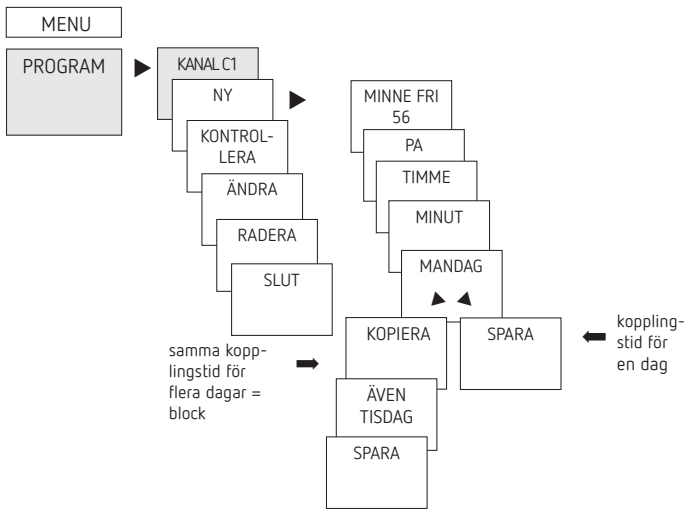 MENU
PROGRAM
KANAL C1
NY
KONTROL-
LERA
ÄNDRA
RADERA
SLUT
MINNE FRI
56
PA
TIMME
MINUT
MANDAG
KOPIERA
SPARA
koppling-
stid för
en dag
samma kopp-
lingstid för
flera dagar =
block
ÄVEN
TISDAG
SPARA